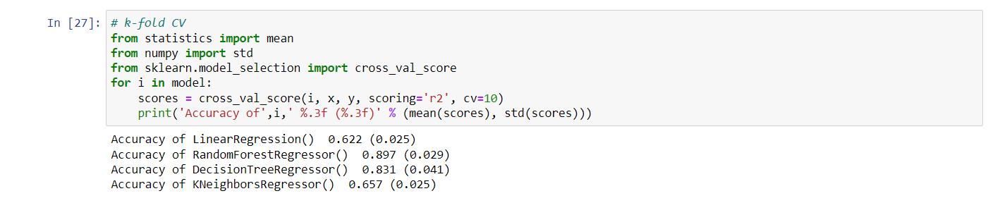 In [27]: # k-fold CV
from statistics import mean
from numpy import std
from sklearn.model_selection import cross_val_score
for i in model:
    scores = cross_val_score(i, x, y, scoring='r2', cv=10)
    print('Accuracy of',i,' %.3f (%.3f)' % (mean(scores), std(scores)))
Accuracy of LinearRegression()  0.622 (0.025)
Accuracy of RandomForestRegressor()  0.897 (0.029)
Accuracy of DecisionTreeRegressor()  0.831 (0.041)
Accuracy of KNeighborsRegressor()  0.657 (0.025)